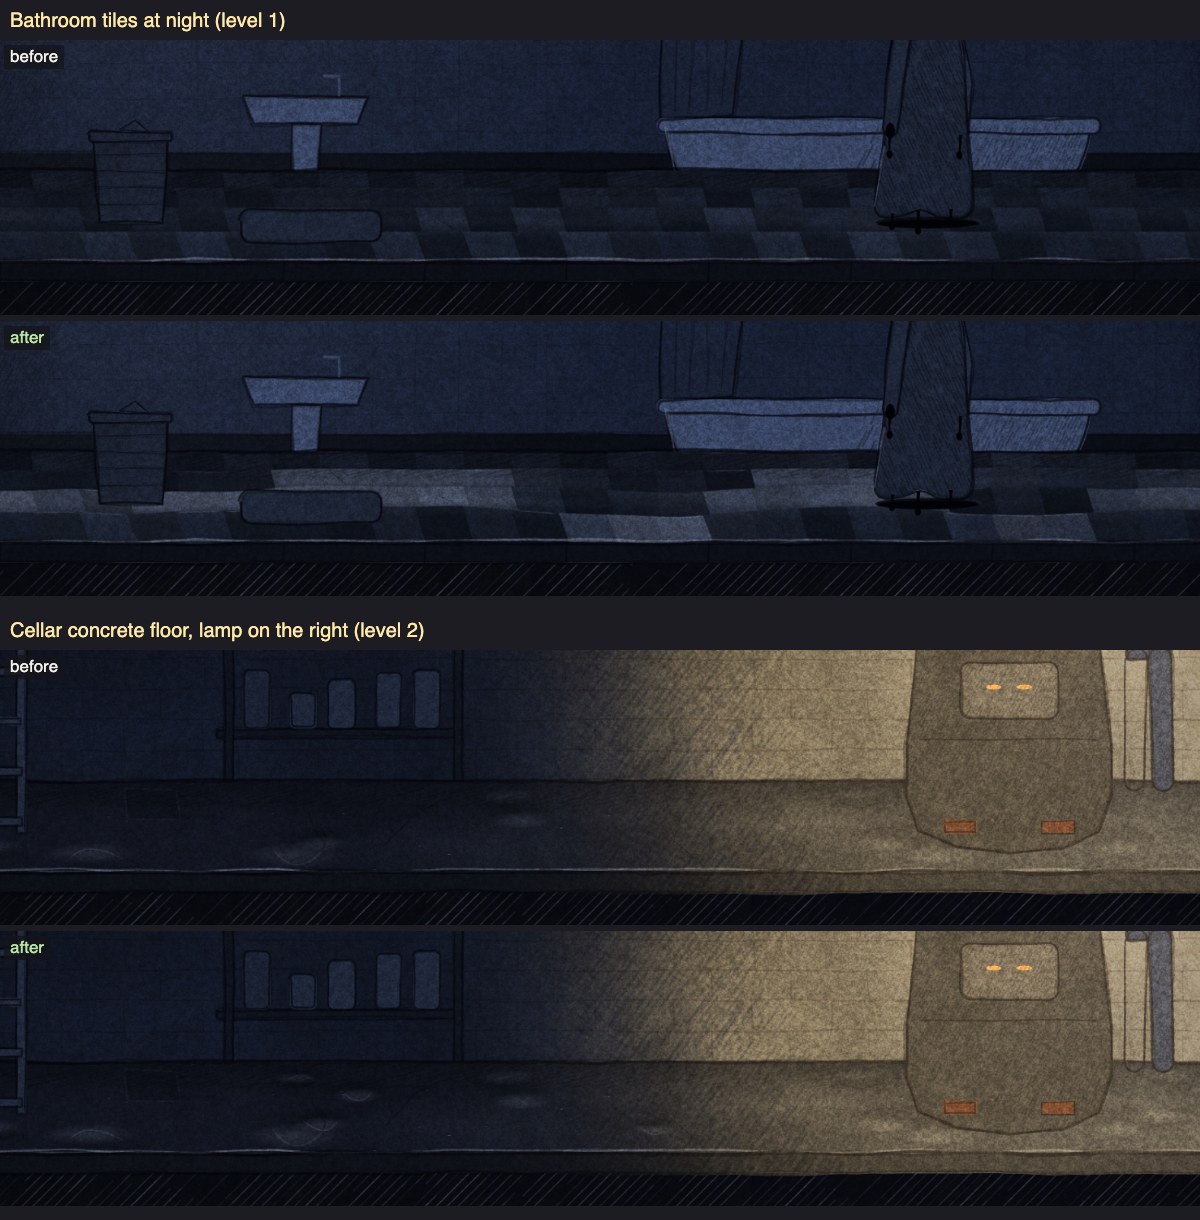 Bathroom tiles at night (level 1)
before
after
Cellar concrete floor, lamp on the right (level 2)
before
after